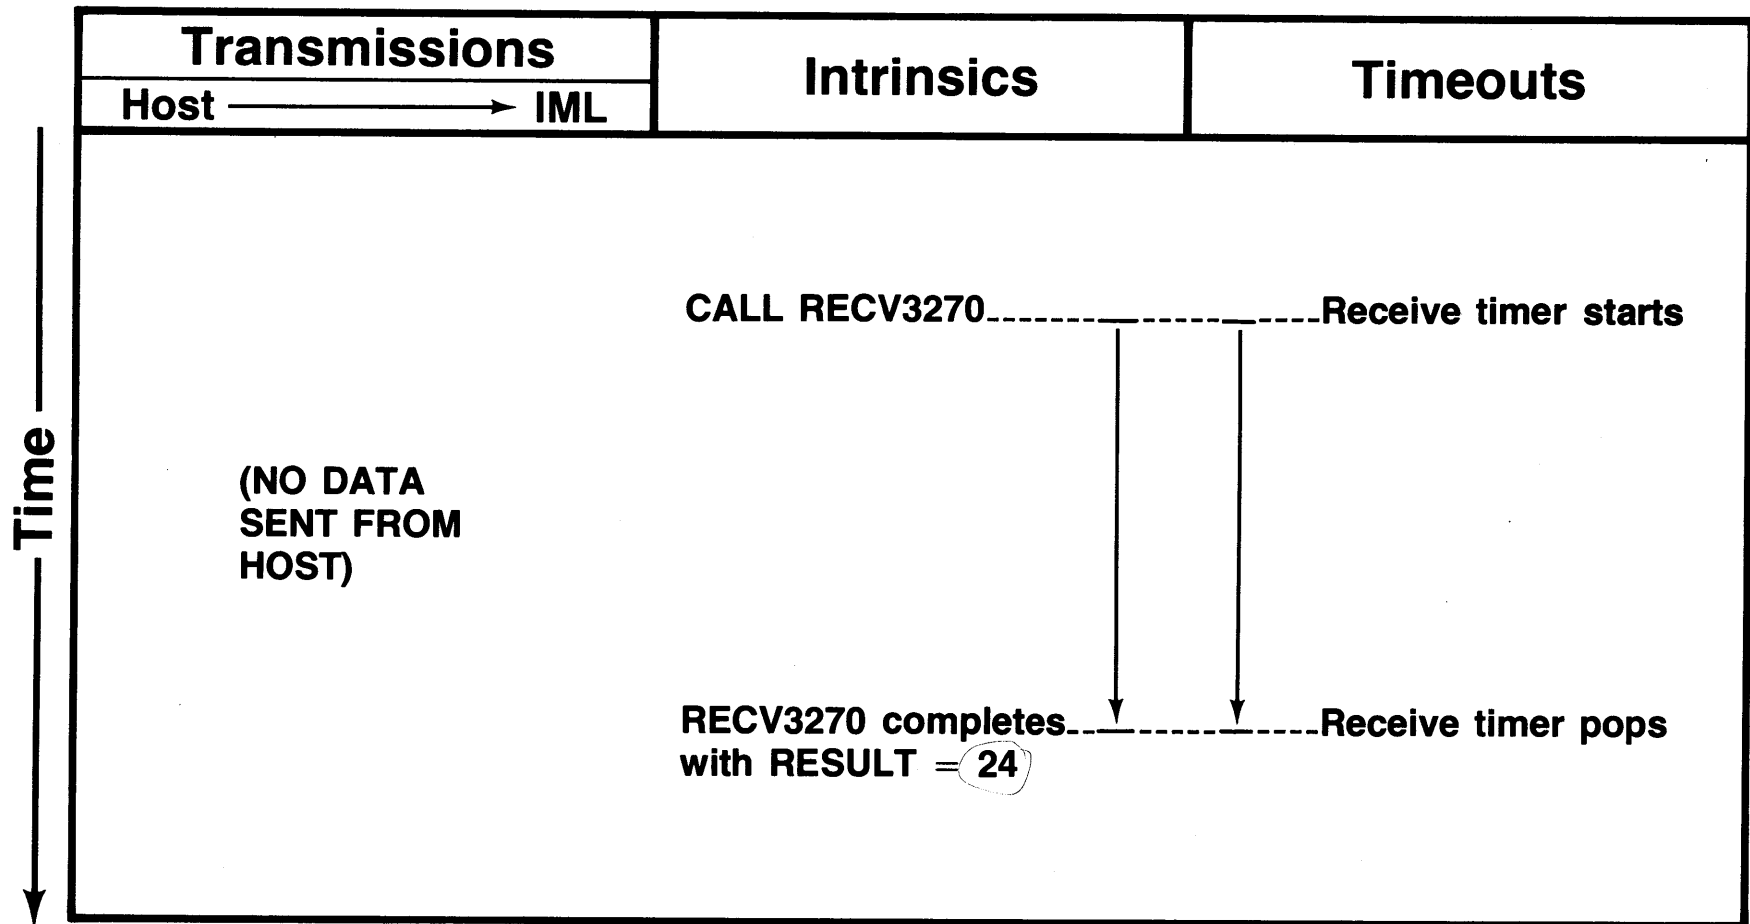 Transmissions
Host IML
Intrinsics
Timeouts
Time
CALL RECV3270
Receive timer starts
(NO DATA
SENT FROM
HOST)
RECV3270 completes
with RESULT = 24
Receive timer pops